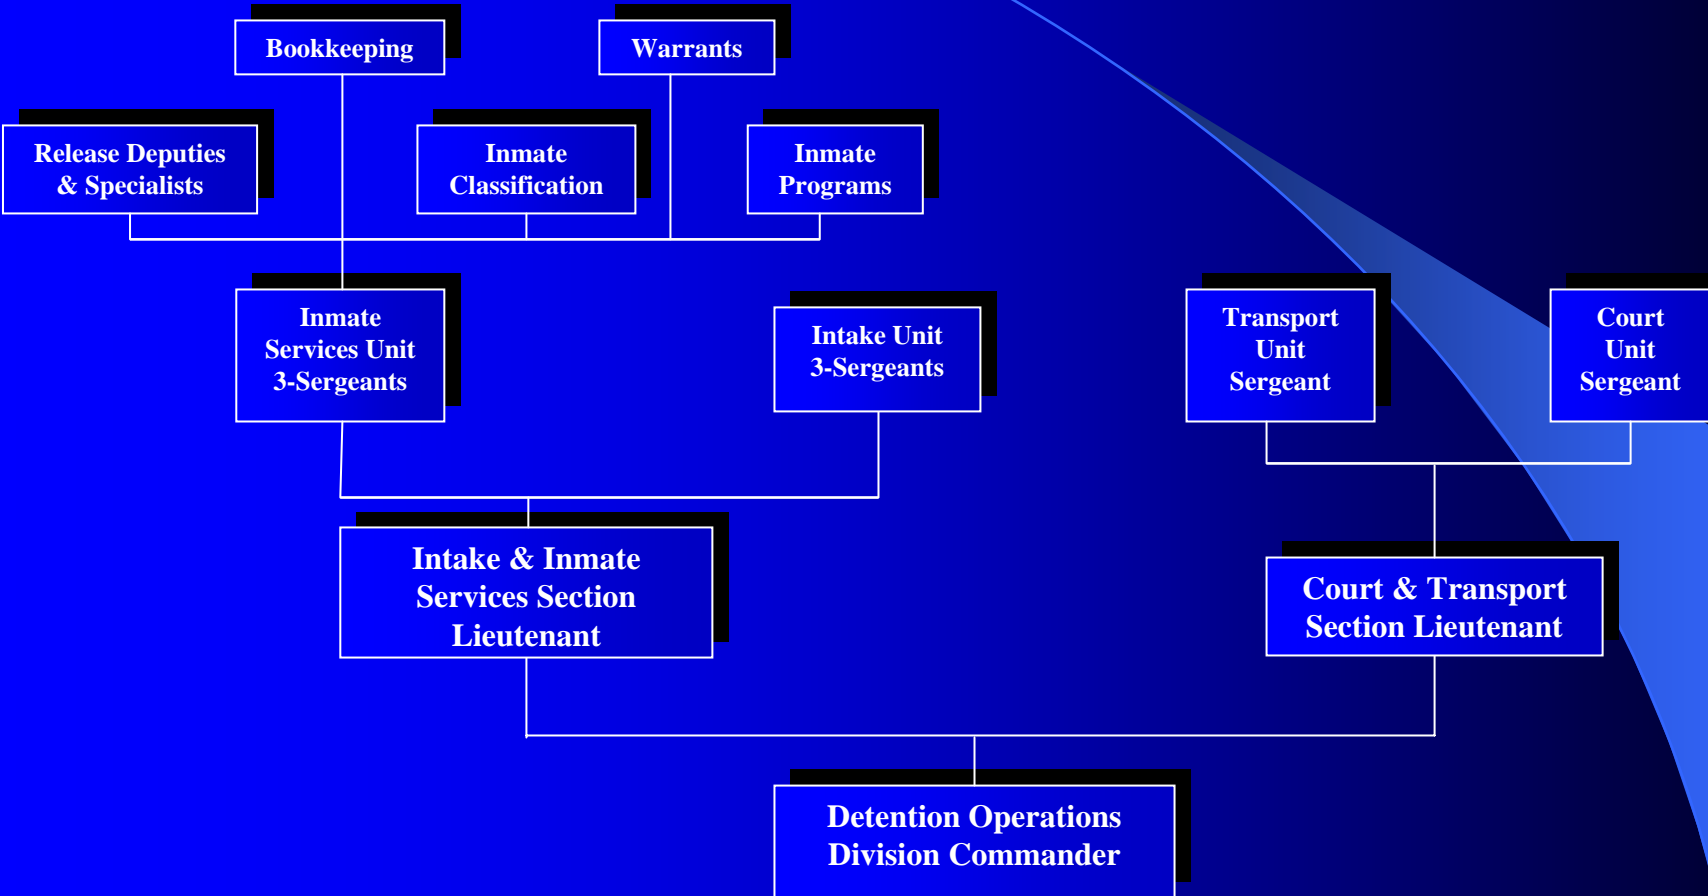 Bookkeeping
Warrants
Release Deputies
& Specialists
Inmate
Classification
Inmate
Programs
Inmate
Services Unit
3-Sergeants
Intake Unit
3-Sergeants
Transport
Unit
Sergeant
Court
Unit
Sergeant
Intake & Inmate
Services Section
Lieutenant
Court & Transport
Section Lieutenant
Detention Operations
Division Commander